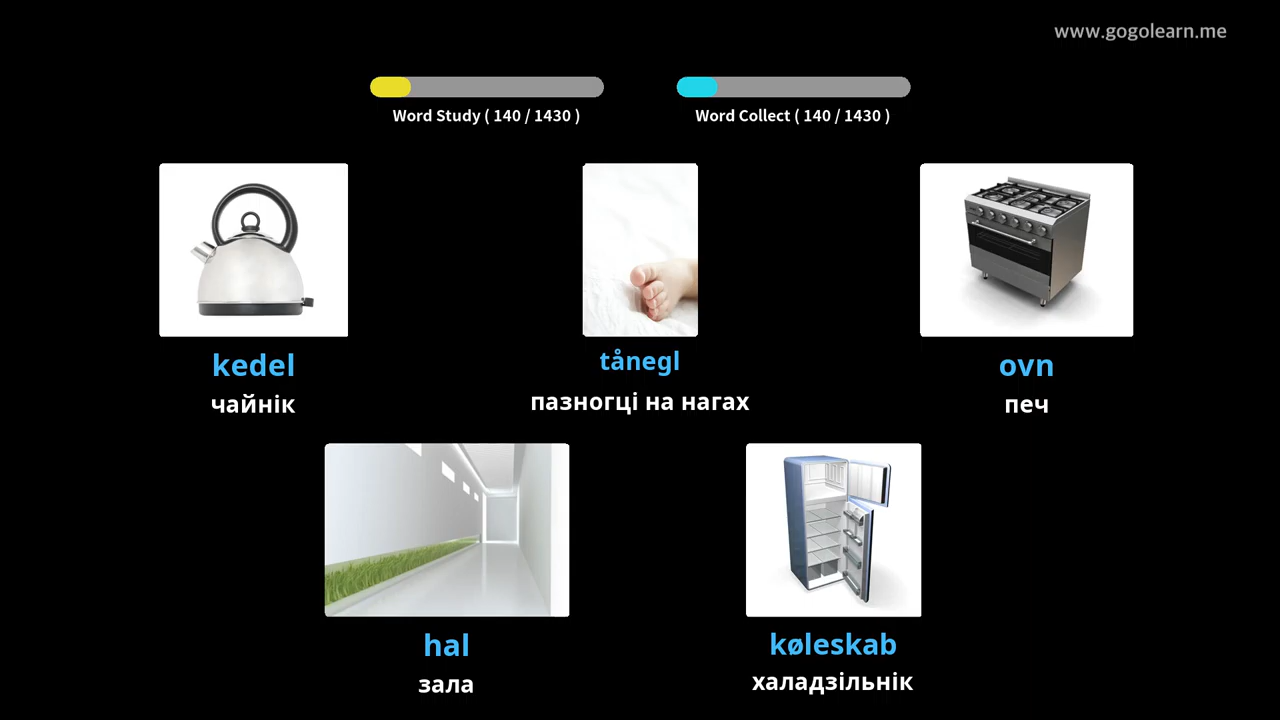 www.gogolearn.me
Word Study ( 140 / 1430 )
Word Collect ( 140 / 1430 )
kedel
чайнік
tånegl
пазногці на нагах
ovn
печ
hal
зала
køleskab
халадзільнік